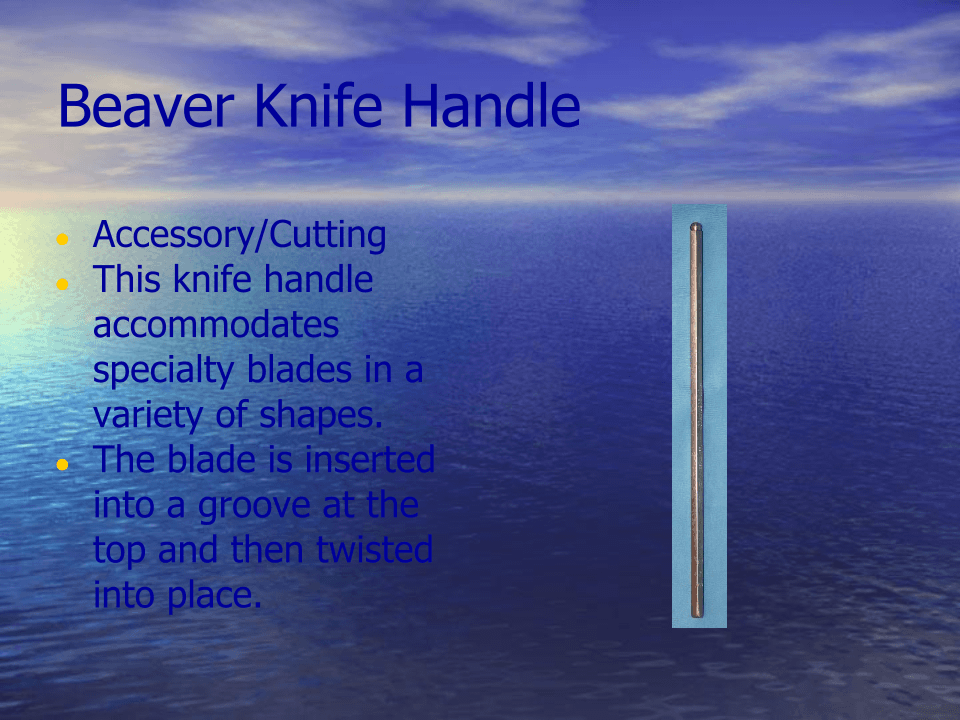 Beaver Knife Handle
Accessory/Cutting
This knife handle
accommodates
specialty blades in a
variety of shapes.
The blade is inserted
into a groove at the
top and then twisted
into place.